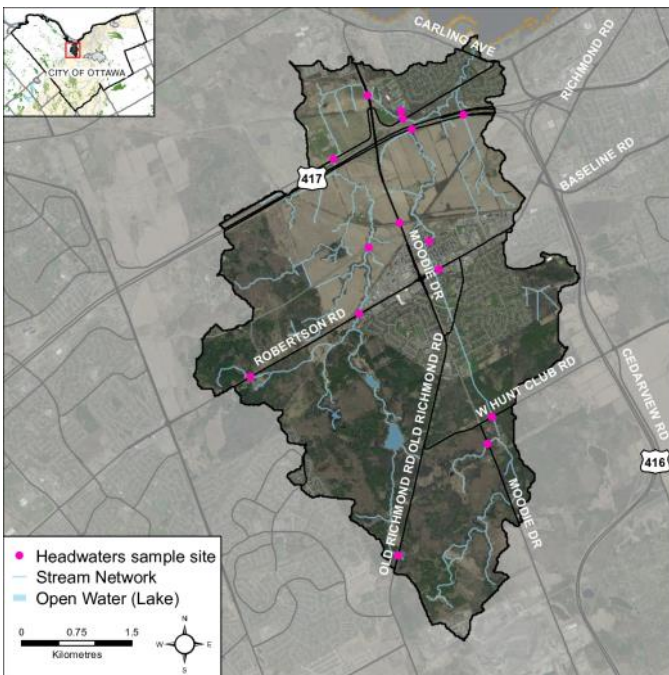 CITY OF OTTAWA
CARLING AVE
RICHMOND RD
BASELINE RD
417
MOODIE DR
ROBERTSON RD
OLD RICHMOND RD
OLD RICHMOND RD
W HUNT CLUB RD
CEDARVIEW RD
416
MOODIE DR
Headwaters sample site
Stream Network
Open Water (Lake)
0 0.75 1.5
Kilometres
N
W E
S